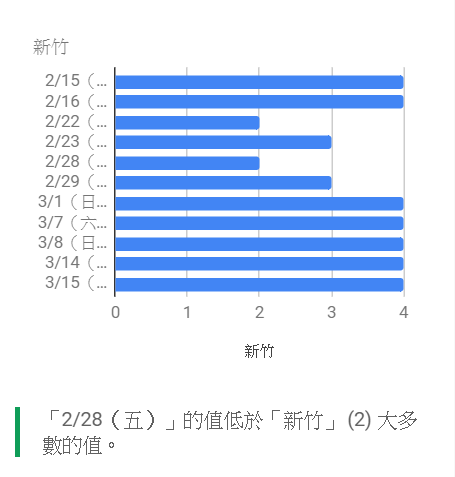 新竹
2/15（...
2/16（...
2/22（...
2/23（...
2/28（...
2/29（...
3/1（日...
3/7（六...
3/8（日...
3/14（...
3/15（...
0 1 2 3 4
新竹
「2/28（五）」的值低於「新竹」 (2) 大多
數的值。